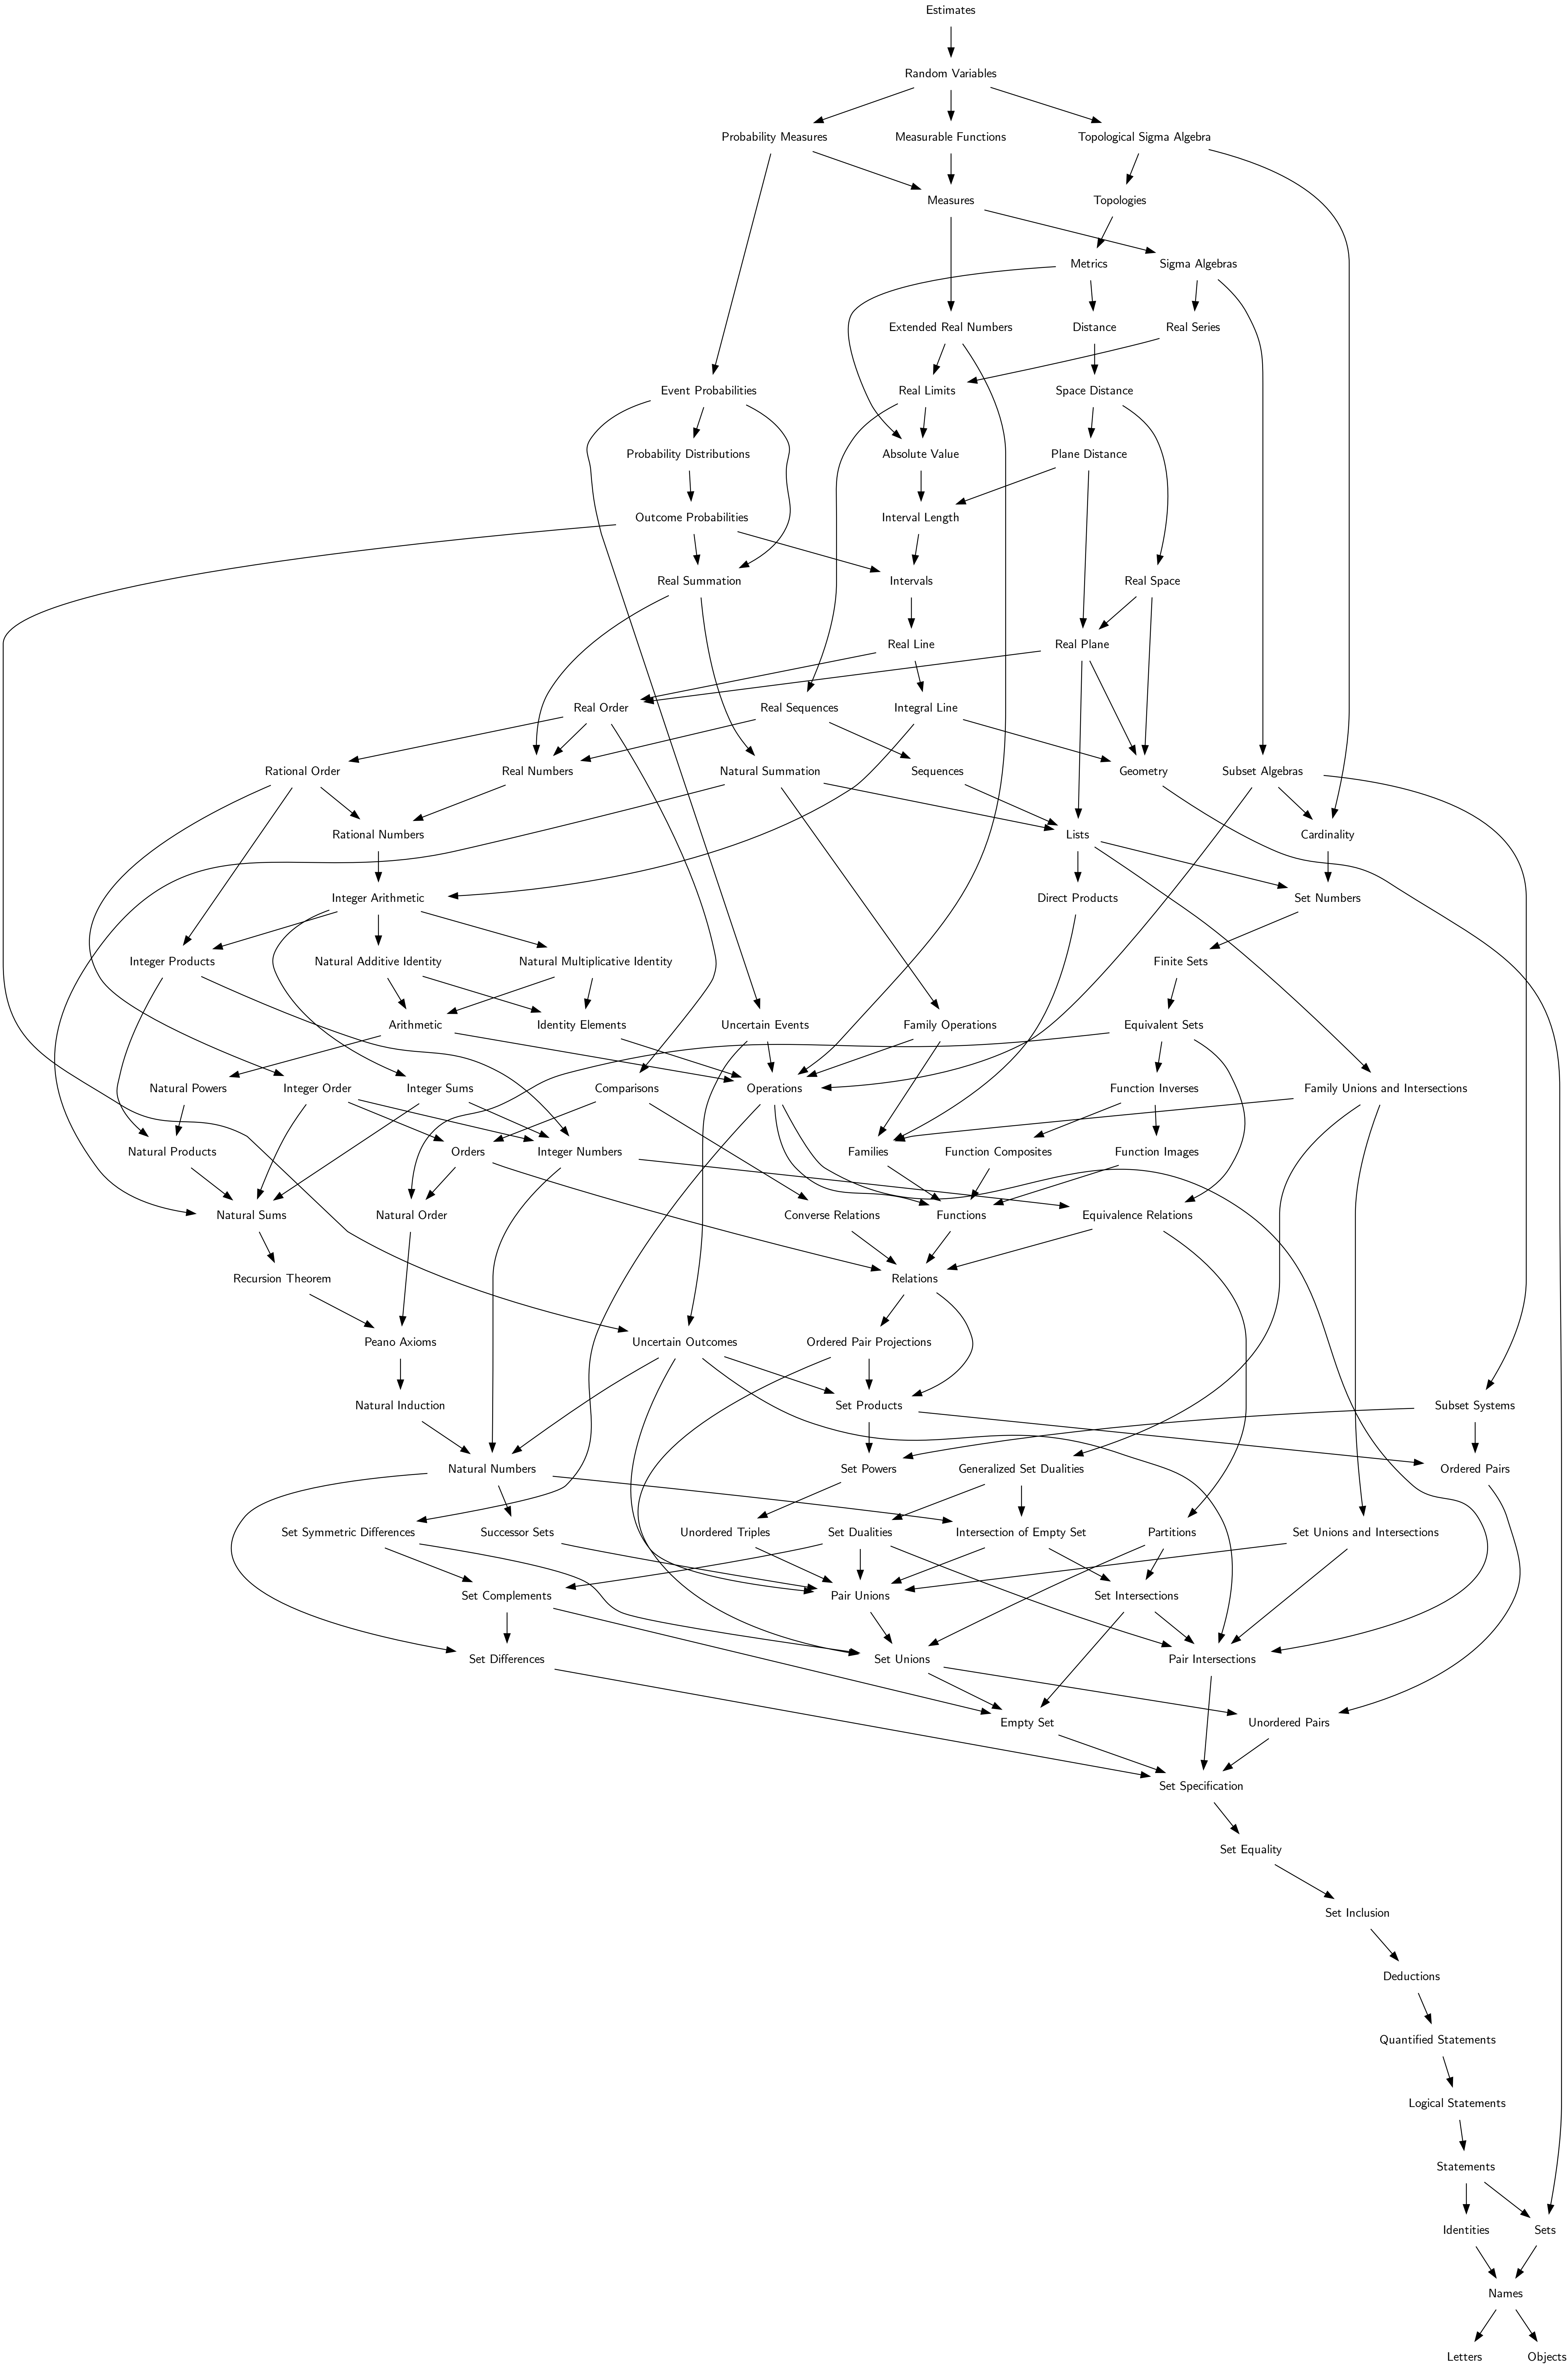 Estimates
Random Variables
Probability Measures
Measurable Functions
Topological Sigma Algebra
Measures
Topologies
Metrics
Sigma Algebras
Extended Real Numbers
Distance
Real Series
Event Probabilities
Real Limits
Space Distance
Probability Distributions
Absolute Value
Plane Distance
Outcome Probabilities
Interval Length
Real Summation
Intervals
Real Space
Real Line
Real Plane
Real Order
Real Sequences
Integral Line
Rational Order
Real Numbers
Natural Summation
Sequences
Geometry
Subset Algebras
Rational Numbers
Lists
Cardinality
Integer Arithmetic
Direct Products
Set Numbers
Integer Products
Natural Additive Identity
Natural Multiplicative Identity
Finite Sets
Arithmetic
Identity Elements
Uncertain Events
Family Operations
Equivalent Sets
Natural Powers
Integer Order
Integer Sums
Comparisons
Operations
Function Inverses
Family Unions and Intersections
Natural Products
Orders
Integer Numbers
Families
Function Composites
Function Images
Natural Sums
Natural Order
Converse Relations
Functions
Equivalence Relations
Recursion Theorem
Relations
Peano Axioms
Uncertain Outcomes
Ordered Pair Projections
Natural Induction
Set Products
Subset Systems
Natural Numbers
Set Powers
Generalized Set Dualities
Ordered Pairs
Set Symmetric Differences
Successor Sets
Unordered Triples
Set Dualities
Intersection of Empty Set
Partitions
Set Unions and Intersections
Set Complements
Pair Unions
Set Intersections
Set Differences
Set Unions
Pair Intersections
Empty Set
Unordered Pairs
Set Specification
Set Equality
Set Inclusion
Deductions
Quantified Statements
Logical Statements
Statements
Identities
Sets
Names
Letters
Objects